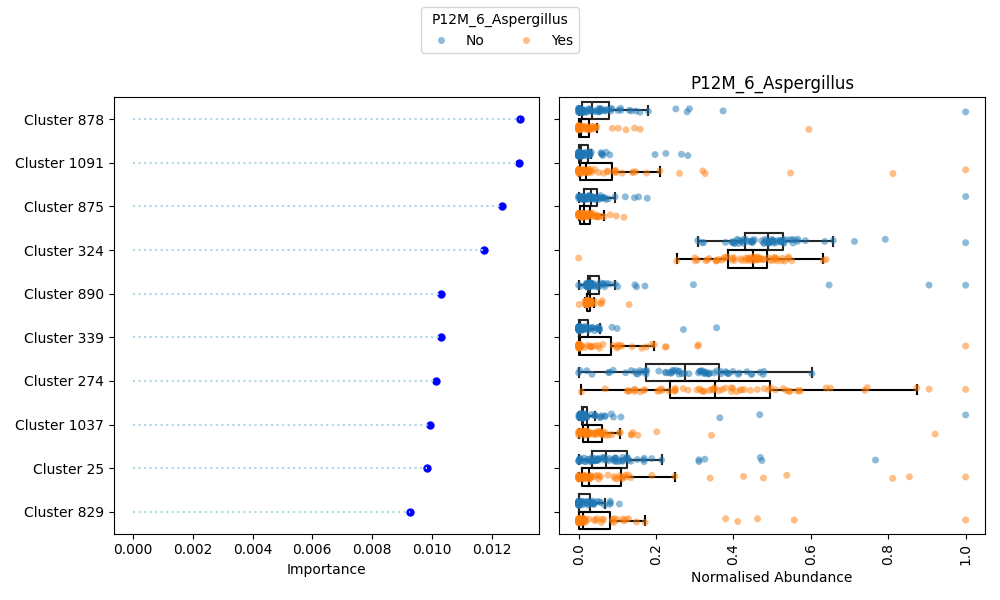 P12M_6_Aspergillus
No Yes
P12M_6_Aspergillus
Cluster 878
Cluster 1091
Cluster 875
Cluster 324
Cluster 890
Cluster 339
Cluster 274
Cluster 1037
Cluster 25
Cluster 829
0.000 0.002 0.004 0.006 0.008 0.010 0.012
Importance
0.0 0.2 0.4 0.6 0.8 1.0
Normalised Abundance